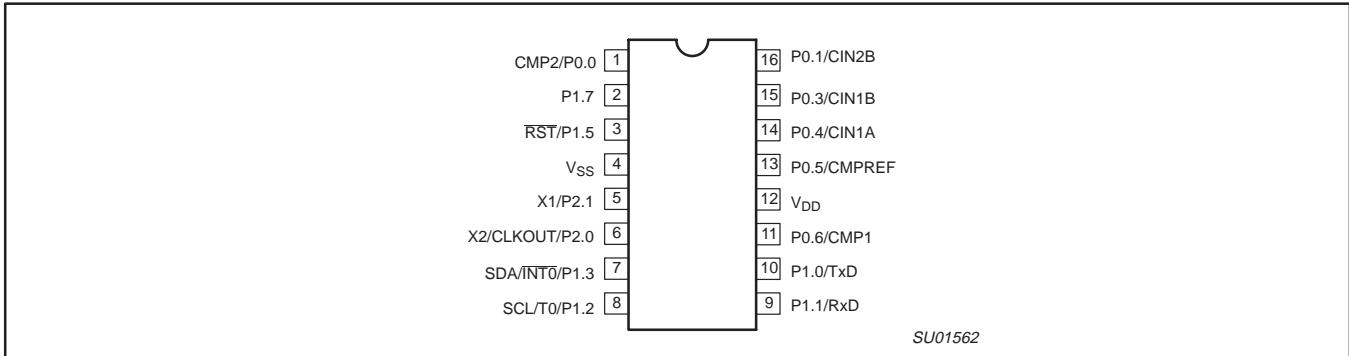 CMP2/P0.0 1 16 P0.1/CIN2B
P1.7 2 15 P0.3/CIN1B
R̅S̅T̅/P1.5 3 14 P0.4/CIN1A
VSS 4 13 P0.5/CMPREF
X1/P2.1 5 12 VDD
X2/CLKOUT/P2.0 6 11 P0.6/CMP1
SDA/I̅N̅T̅0̅/P1.3 7 10 P1.0/TxD
SCL/T0/P1.2 8 9 P1.1/RxD
SU01562